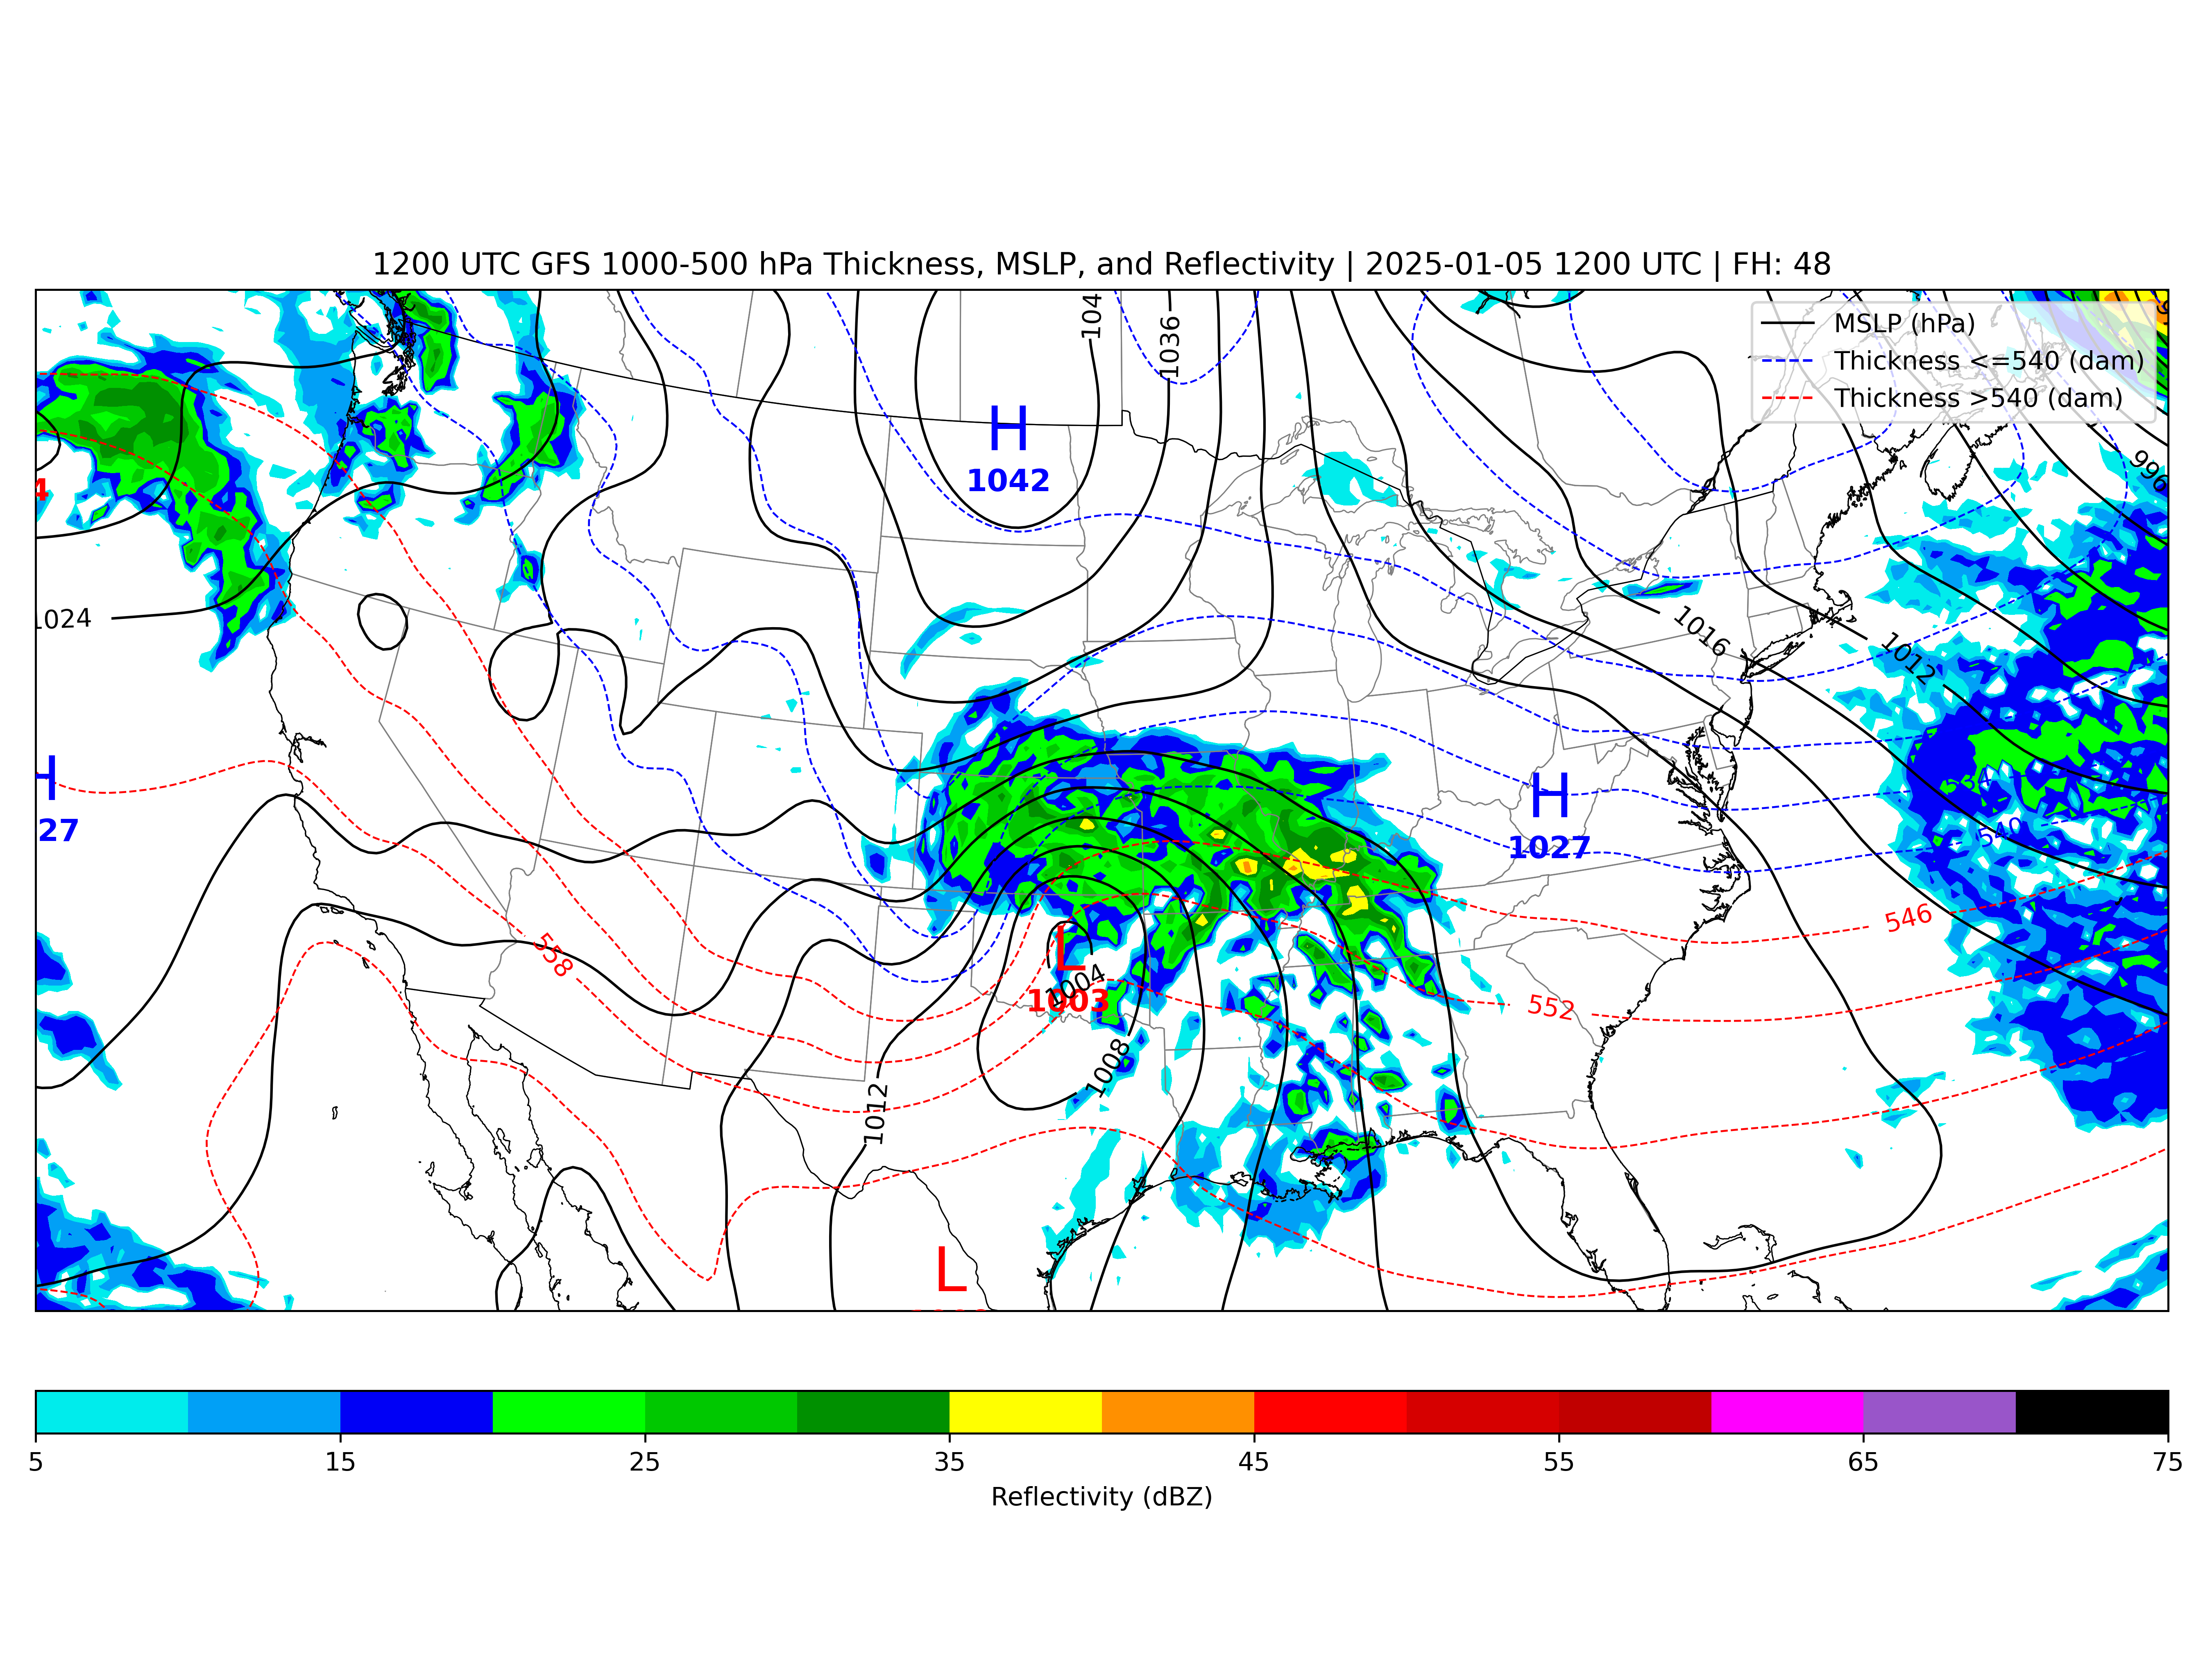 1200 UTC GFS 1000-500 hPa Thickness, MSLP, and Reflectivity | 2025-01-05 1200 UTC | FH: 48
MSLP (hPa)
Thickness <=540 (dam)
Thickness >540 (dam)
104
1036
H
1042
996
4
1024
1016
1012
H
27
H
1027
534
540
546
558
L
1004
1003
552
1008
1012
L
5 15 25 35 45 55 65 75
Reflectivity (dBZ)